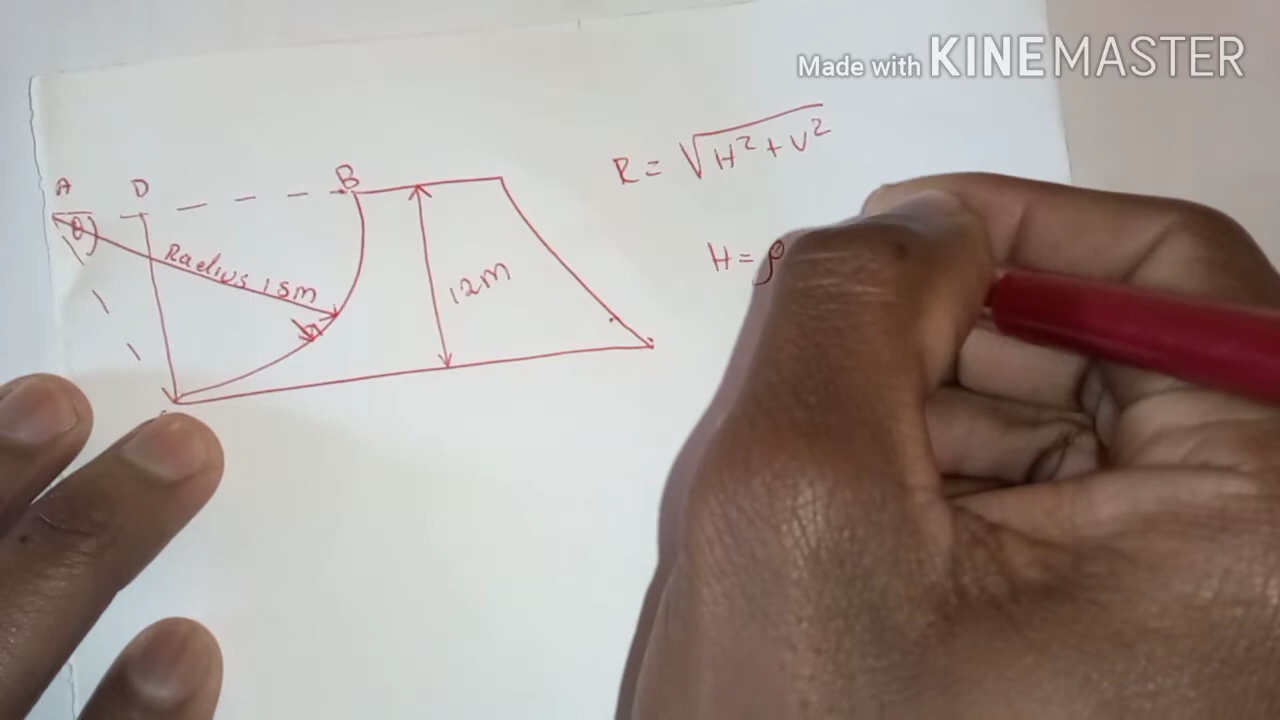 Made with KINEMASTER
R = √H² + V²
A D B
θ
Radius 15m
12m
H = ρ